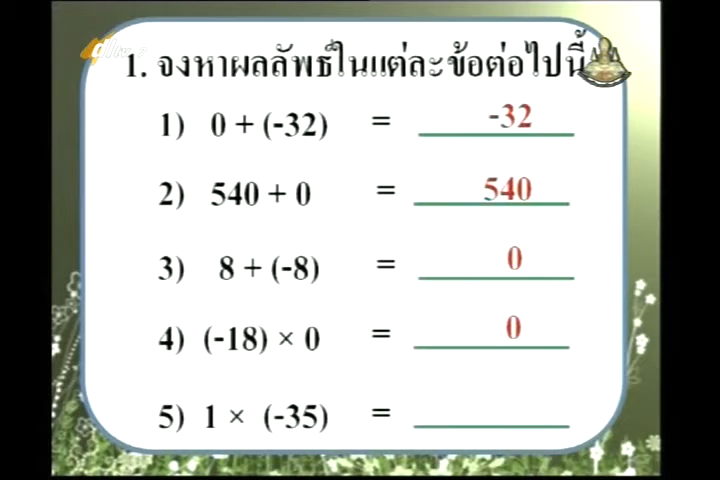 1. จงหาผลลัพธ์ในแต่ละข้อต่อไปนี้
1) 0 + (-32) = -32
2) 540 + 0 = 540
3) 8 + (-8) = 0
4) (-18) × 0 = 0
5) 1 × (-35) =